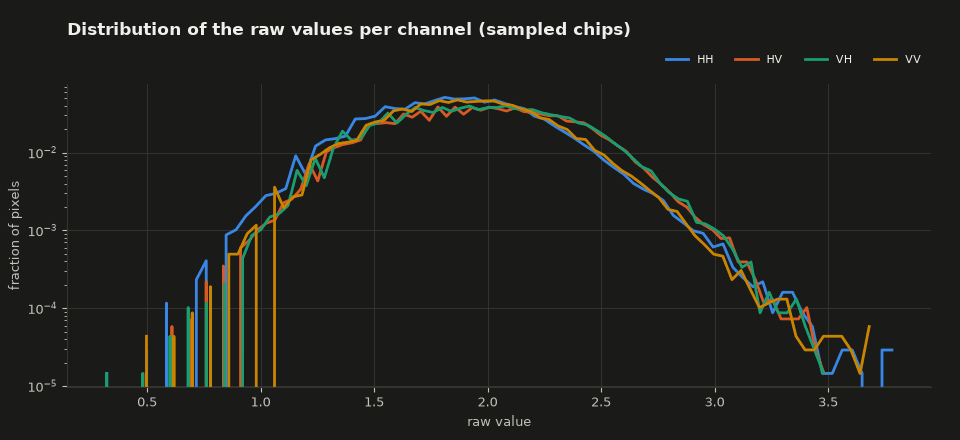 Distribution of the raw values per channel (sampled chips)
HH HV VH VV
fraction of pixels
10⁻²
10⁻³
10⁻⁴
10⁻⁵
0.5 1.0 1.5 2.0 2.5 3.0 3.5
raw value